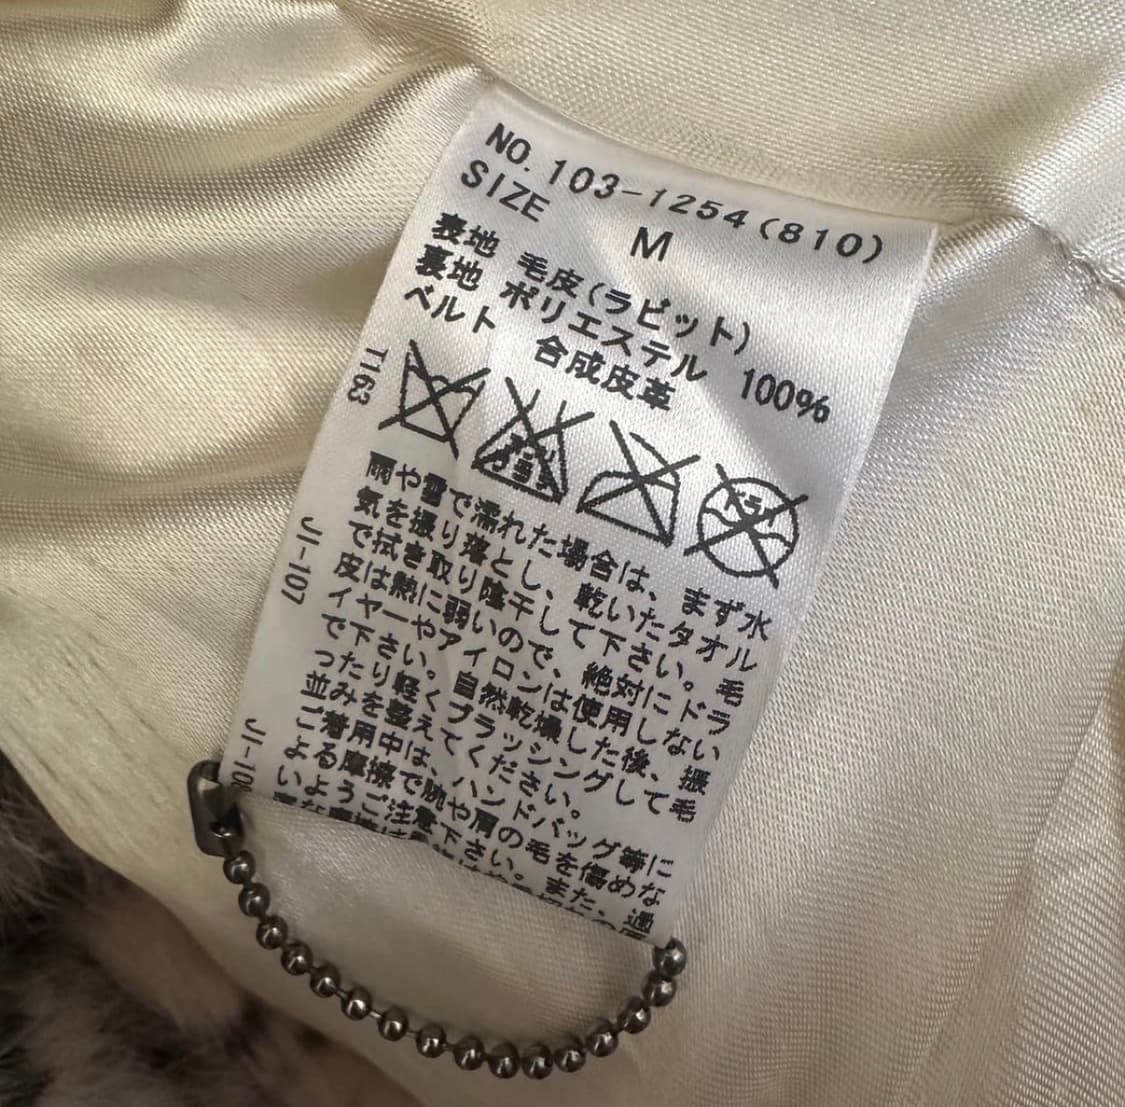 NO. 103-1254(810)
SIZE M
表地 毛皮(ラビット)
裏地 ポリエステル 100%
ベルト 合成皮革
T163
ドライ
雨や雪で濡れた場合は、まず水
気を振り落とし、乾いたタオル
で拭き取り陰干して下さい。毛
皮は熱に弱いので、絶対にドラ
イヤーやアイロンは使用しない
で下さい。自然乾燥した後、振
ったり軽くブラッシングして毛
並みを整えてください。
ご着用中は、ハンドバッグ等に
よる摩擦で腕や肩の毛を傷めな
いようご注意下さい。また、過
JI-107
JI-10